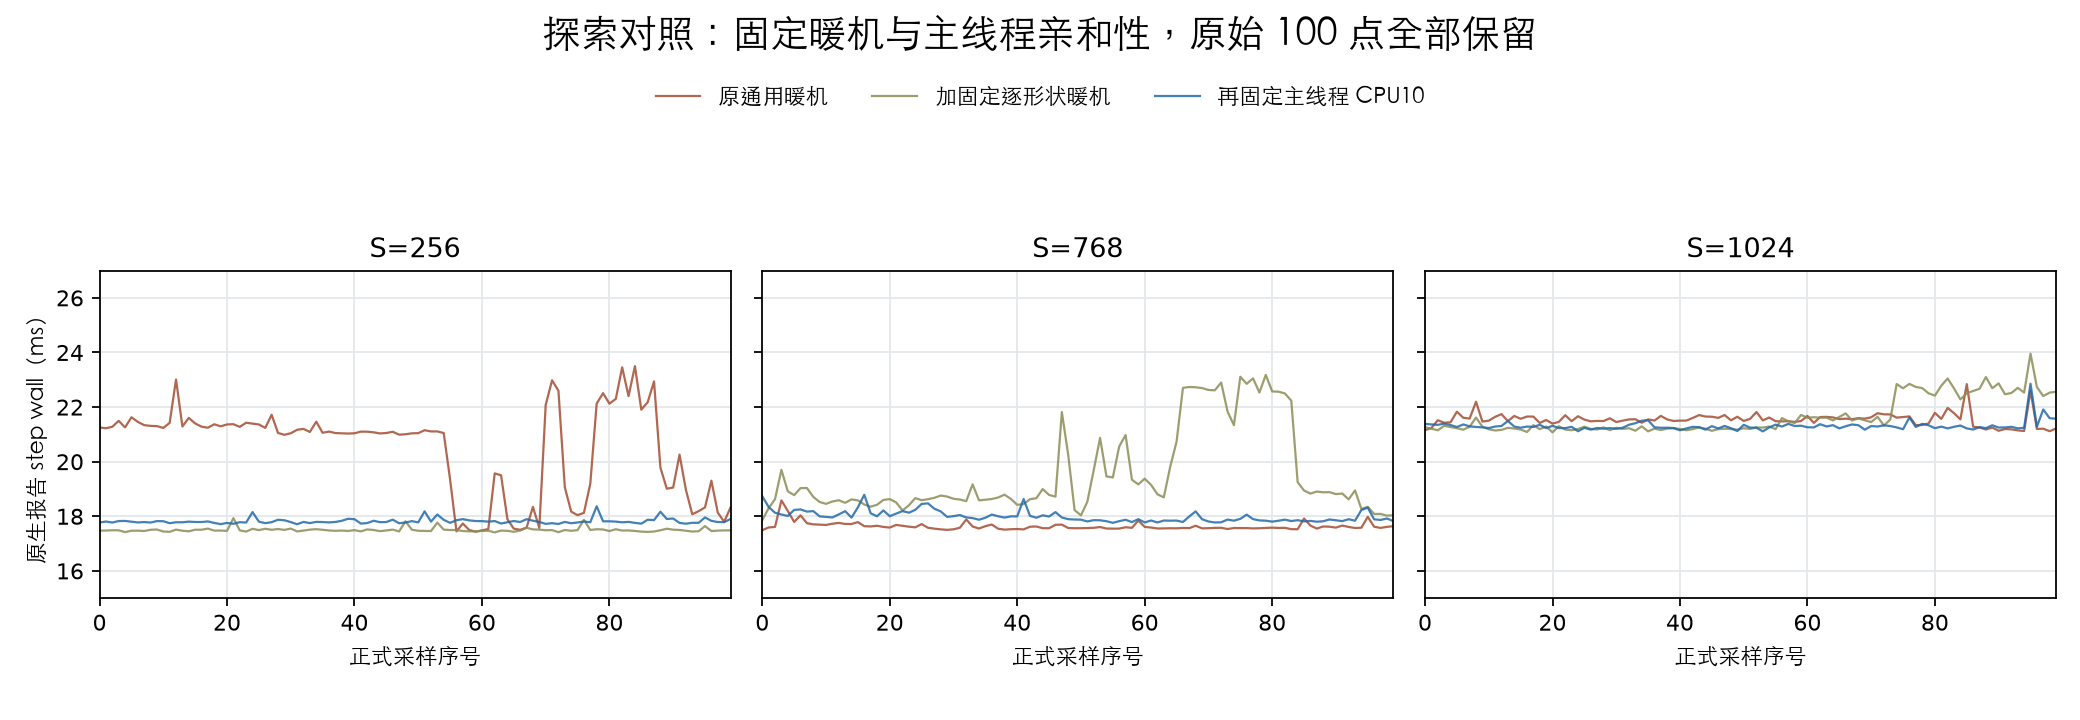 探索对照：固定暖机与主线程亲和性，原始 100 点全部保留
原通用暖机 加固定逐形状暖机 再固定主线程 CPU10
S=256 S=768 S=1024
原生报告 step wall (ms)
26
24
22
20
18
16
0 20 40 60 80 0 20 40 60 80 0 20 40 60 80
正式采样序号 正式采样序号 正式采样序号